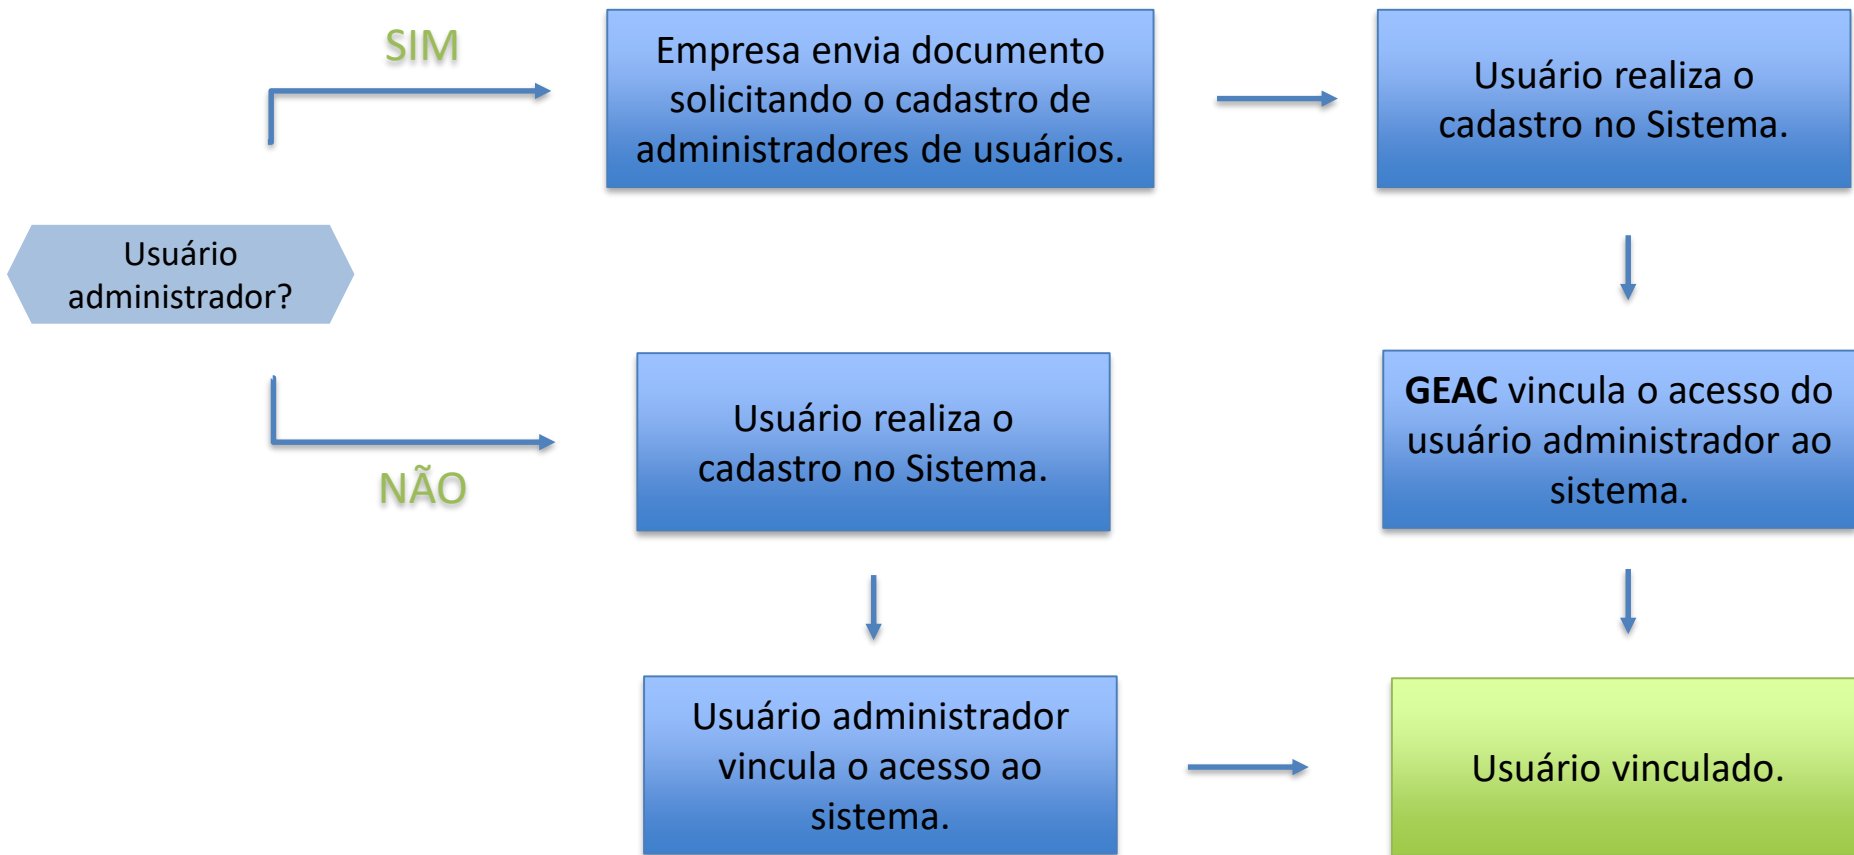 SIM
Empresa envia documento
solicitando o cadastro de
administradores de usuários.
Usuário realiza o
cadastro no Sistema.
Usuário
administrador?
NÃO
Usuário realiza o
cadastro no Sistema.
GEAC vincula o acesso do
usuário administrador ao
sistema.
Usuário administrador
vincula o acesso ao
sistema.
Usuário vinculado.